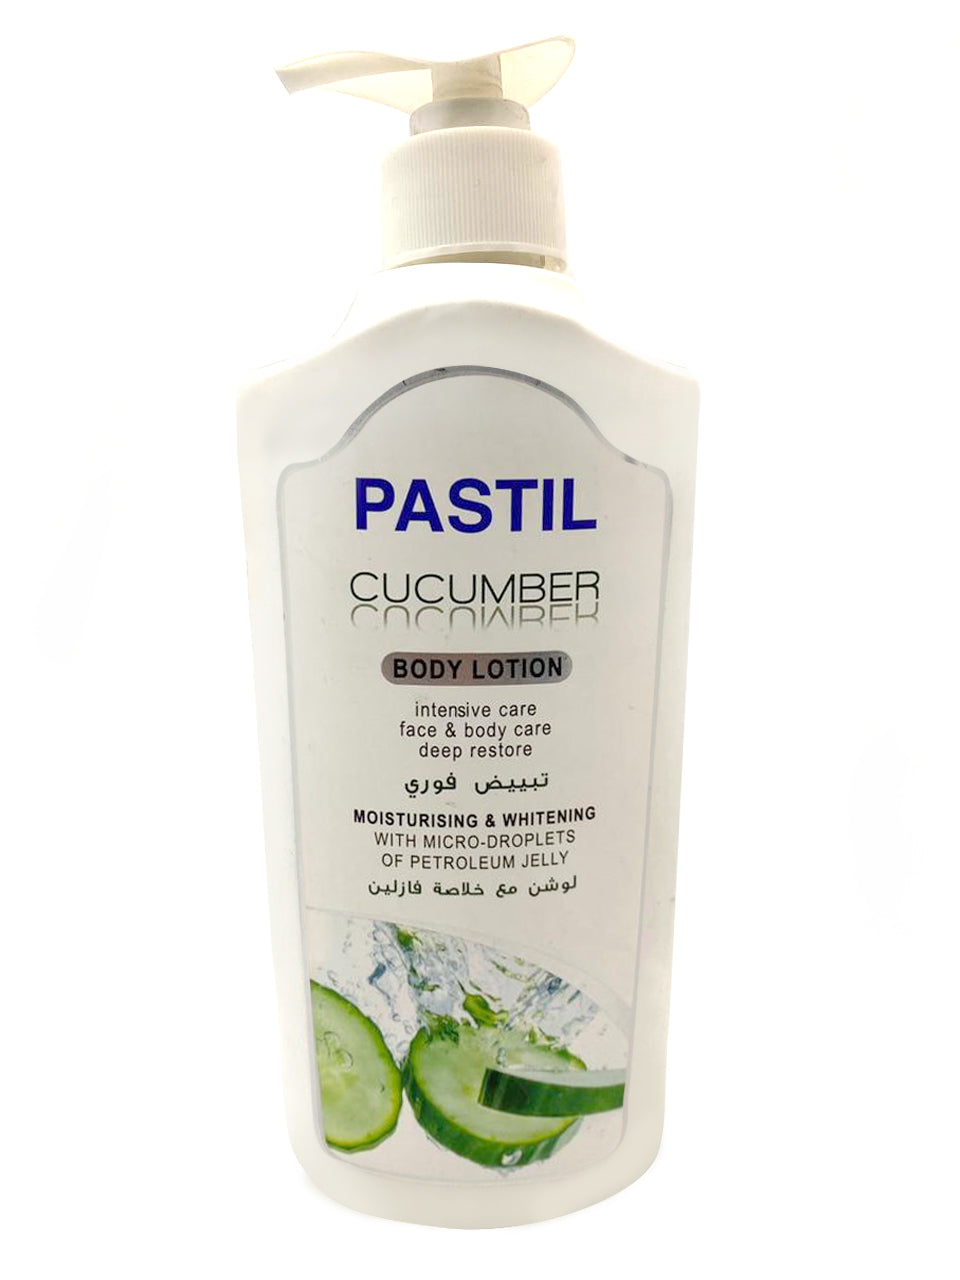 PASTIL
CUCUMBER
BODY LOTION
intensive care
face & body care
deep restore
تبييض فوري
MOISTURISING & WHITENING
WITH MICRO-DROPLETS
OF PETROLEUM JELLY
لوشن مع خلاصة فازلين